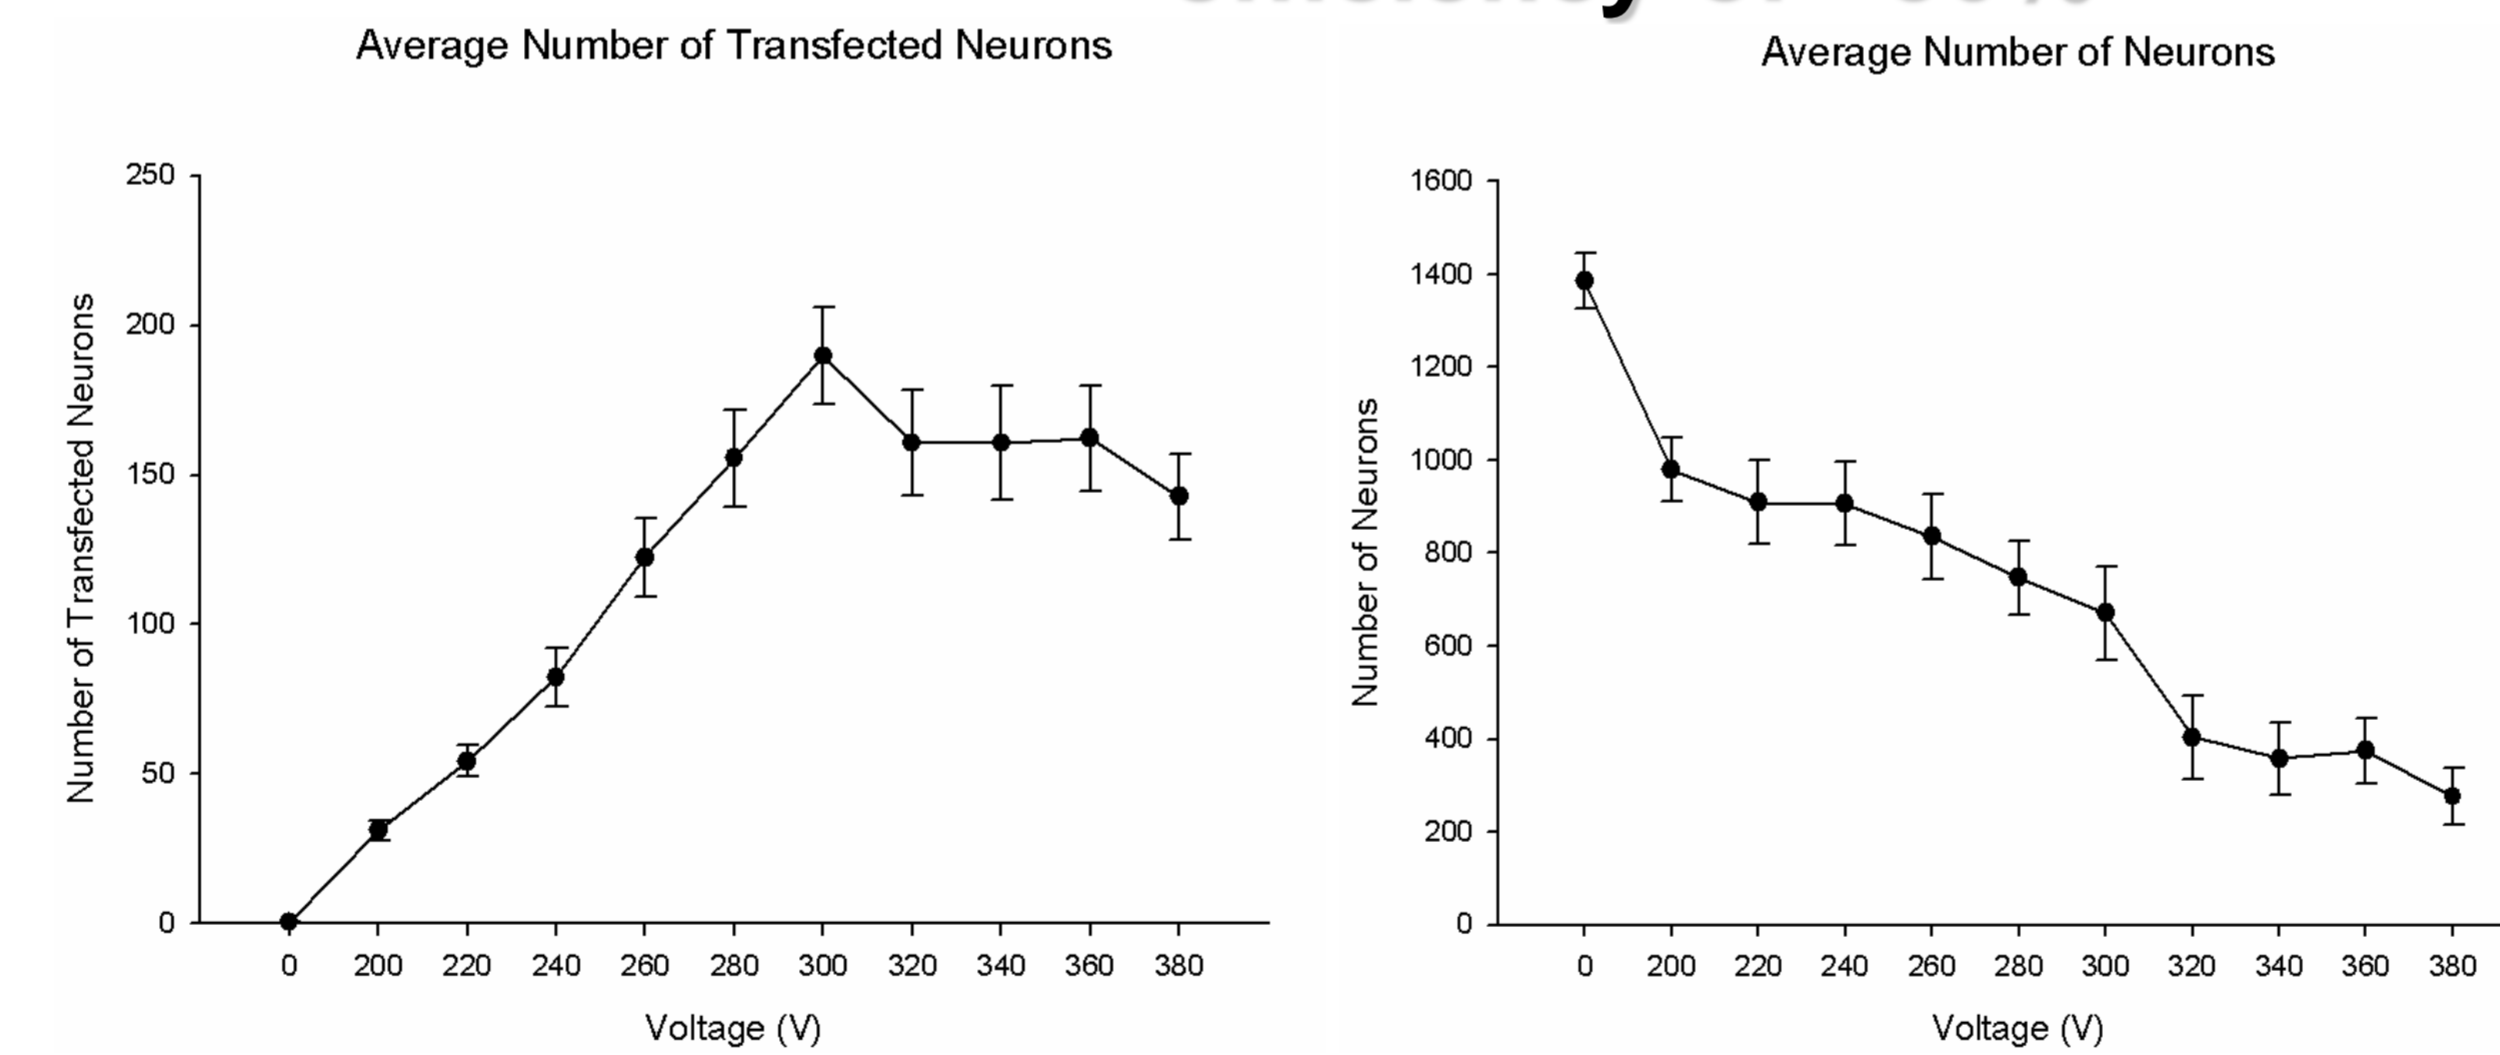 Average Number of Transfected Neurons
250
200
150
100
50
0
Number of Transfected Neurons
0 200 220 240 260 280 300 320 340 360 380
Voltage (V)
Average Number of Neurons
1600
1400
1200
1000
800
600
400
200
0
Number of Neurons
0 200 220 240 260 280 300 320 340 360 380
Voltage (V)